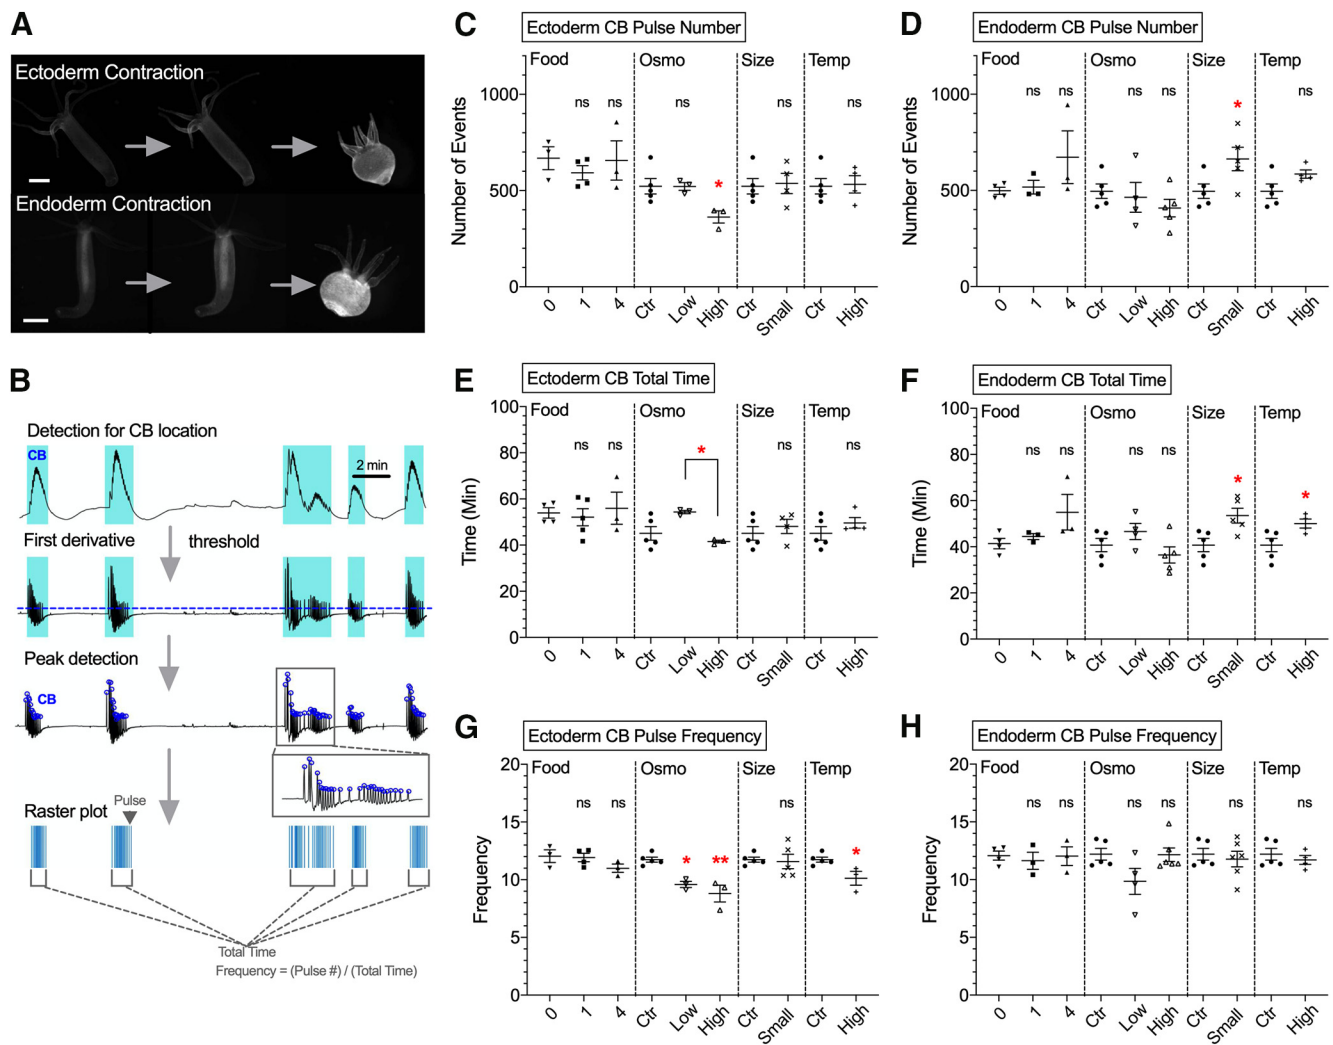 A
Ectoderm Contraction
Endoderm Contraction
B
Detection for CB location
CB
2 min
First derivative
threshold
Peak detection
CB
Raster plot
Pulse
Total Time
Frequency = (Pulse #) / (Total Time)
C
Ectoderm CB Pulse Number
Food Osmo Size Temp
ns ns ns * ns ns
Number of Events
1000
500
0
0 1 4 Ctr Low High Ctr Small Ctr High
D
Endoderm CB Pulse Number
Food Osmo Size Temp
ns ns ns ns * ns
Number of Events
1000
500
0
0 1 4 Ctr Low High Ctr Small Ctr High
E
Ectoderm CB Total Time
Food Osmo Size Temp
ns ns * ns ns
Time (Min)
100
80
60
40
20
0
0 1 4 Ctr Low High Ctr Small Ctr High
F
Endoderm CB Total Time
Food Osmo Size Temp
ns ns ns ns * *
Time (Min)
100
80
60
40
20
0
0 1 4 Ctr Low High Ctr Small Ctr High
G
Ectoderm CB Pulse Frequency
Food Osmo Size Temp
ns ns * ** ns *
Frequency
20
15
10
5
0
0 1 4 Ctr Low High Ctr Small Ctr High
H
Endoderm CB Pulse Frequency
Food Osmo Size Temp
ns ns ns ns ns ns
Frequency
20
15
10
5
0
0 1 4 Ctr Low High Ctr Small Ctr High